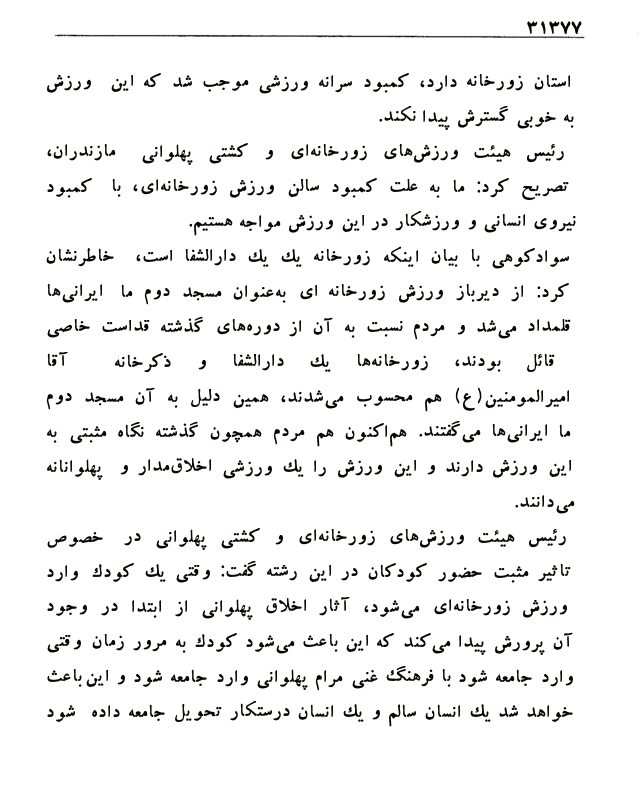 ۳۱۳۷۷
استان زورخانه دارد، کمبود سرانه ورزشی موجب شد که این ورزش
به خوبی گسترش پیدا نکند.
رئیس هیئت ورزش‌های زورخانه‌ای و کشتی پهلوانی مازندران،
تصریح کرد: ما به علت کمبود سالن ورزش زورخانه‌ای، با کمبود
نیروی انسانی و ورزشکار در این ورزش مواجه هستیم.
سوادکوهی با بیان اینکه زورخانه یك یك دارالشفا است، خاطرنشان
کرد: از دیرباز ورزش زورخانه ای به‌عنوان مسجد دوم ما ایرانی‌ها
قلمداد می‌شد و مردم نسبت به آن از دوره‌های گذشته قداست خاصی
قائل بودند، زورخانه‌ها یك دارالشفا و ذکرخانه آقا
امیرالمومنین(ع) هم محسوب می‌شدند، همین دلیل به آن مسجد دوم
ما ایرانی‌ها می‌گفتند. هم‌اکنون هم مردم همچون گذشته نگاه مثبتی به
این ورزش دارند و این ورزش را یك ورزشی اخلاق‌مدار و پهلوانانه
می‌دانند.
رئیس هیئت ورزش‌های زورخانه‌ای و کشتی پهلوانی در خصوص
تاثیر مثبت حضور کودکان در این رشته گفت: وقتی یك کودك وارد
ورزش زورخانه‌ای می‌شود، آثار اخلاق پهلوانی از ابتدا در وجود
آن پرورش پیدا می‌کند که این باعث می‌شود کودك به مرور زمان وقتی
وارد جامعه شود با فرهنگ غنی مرام پهلوانی وارد جامعه شود و این باعث
خواهد شد یك انسان سالم و یك انسان درستکار تحویل جامعه داده شود